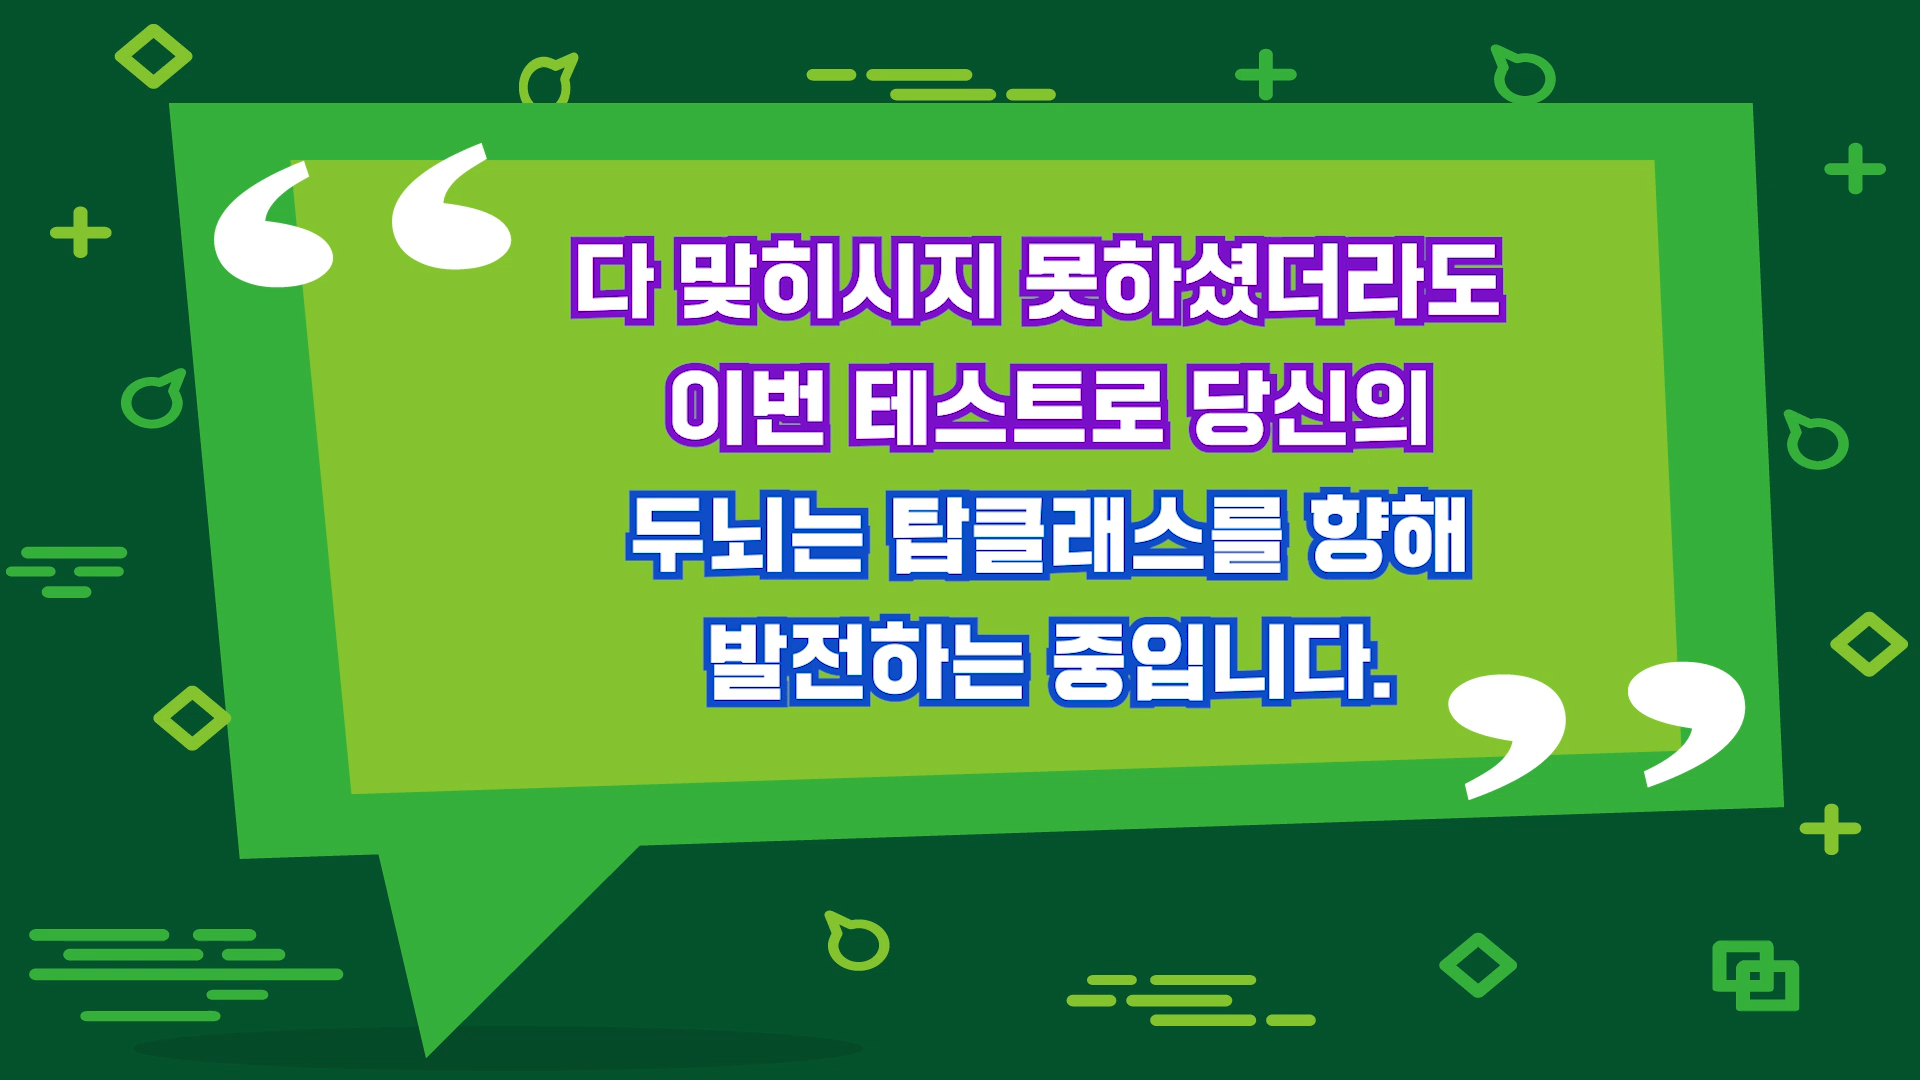 다 맞히시지 못하셨더라도
이번 테스트로 당신의
두뇌는 탑클래스를 향해
발전하는 중입니다.